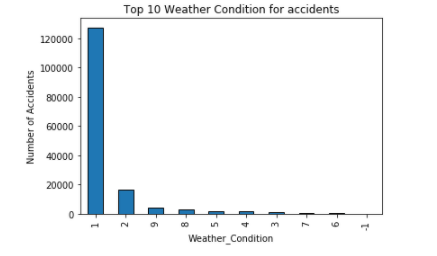 Top 10 Weather Condition for accidents
120000
100000
80000
60000
40000
20000
0
Number of Accidents
1 2 9 8 5 4 3 7 6 -1
Weather_Condition